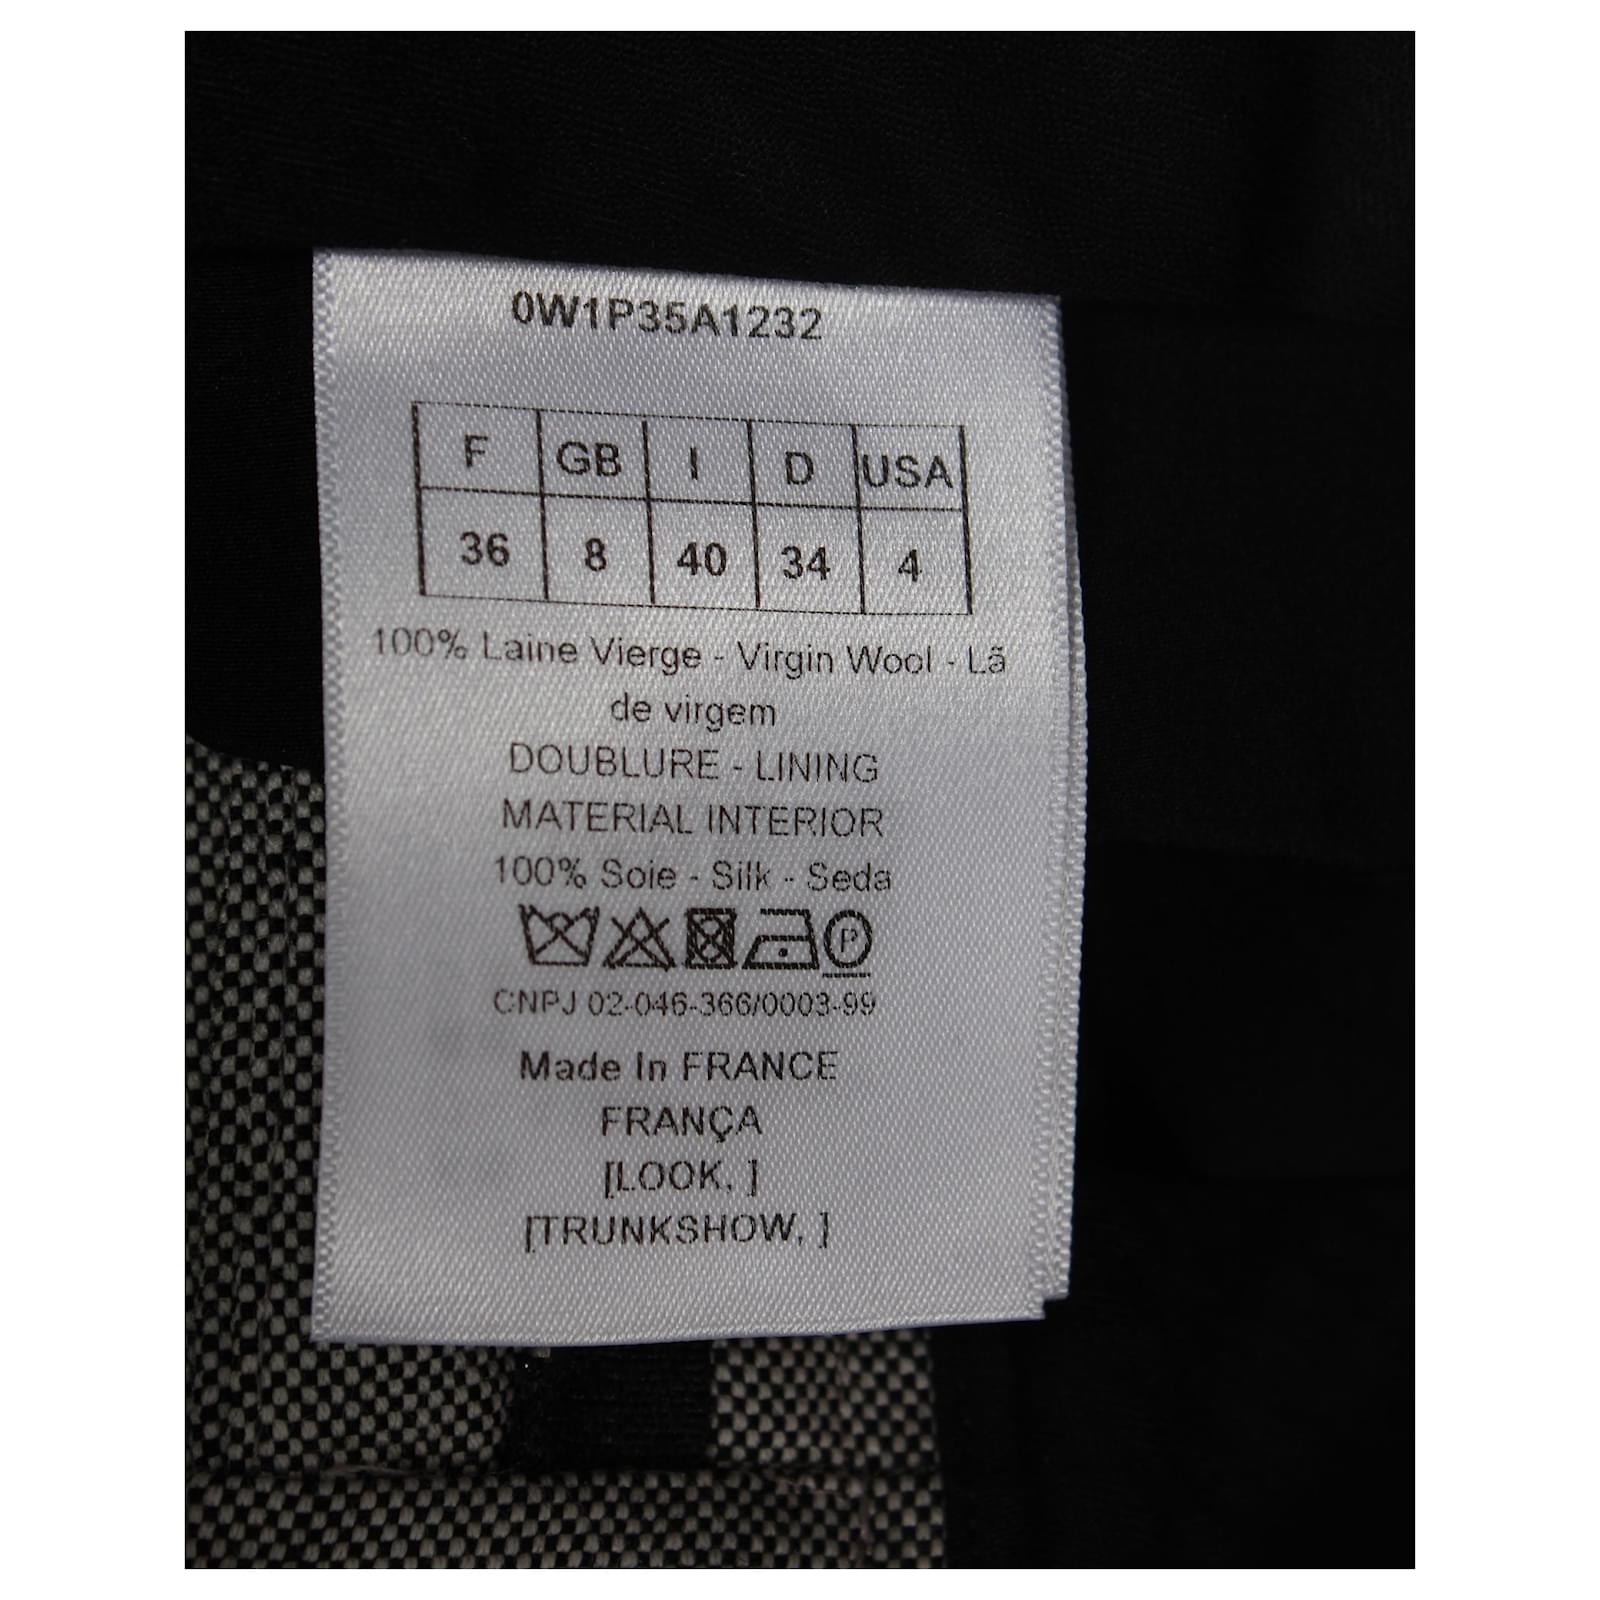 0W1P35A1232
F GB I D USA
36 8 40 34 4
100% Laine Vierge - Virgin Wool - Lã
de virgem
DOUBLURE - LINING
MATERIAL INTERIOR
100% Soie - Silk - Seda
P
CNPJ 02-046-366/0003-99
Made In FRANCE
FRANÇA
[LOOK, ]
[TRUNKSHOW, ]